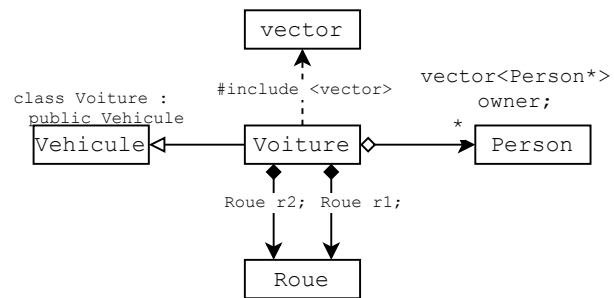 vector
#include <vector>
vector<Person*>
owner;
class Voiture :
public Vehicule
Vehicule
Voiture
*
Person
Roue r2;
Roue r1;
Roue